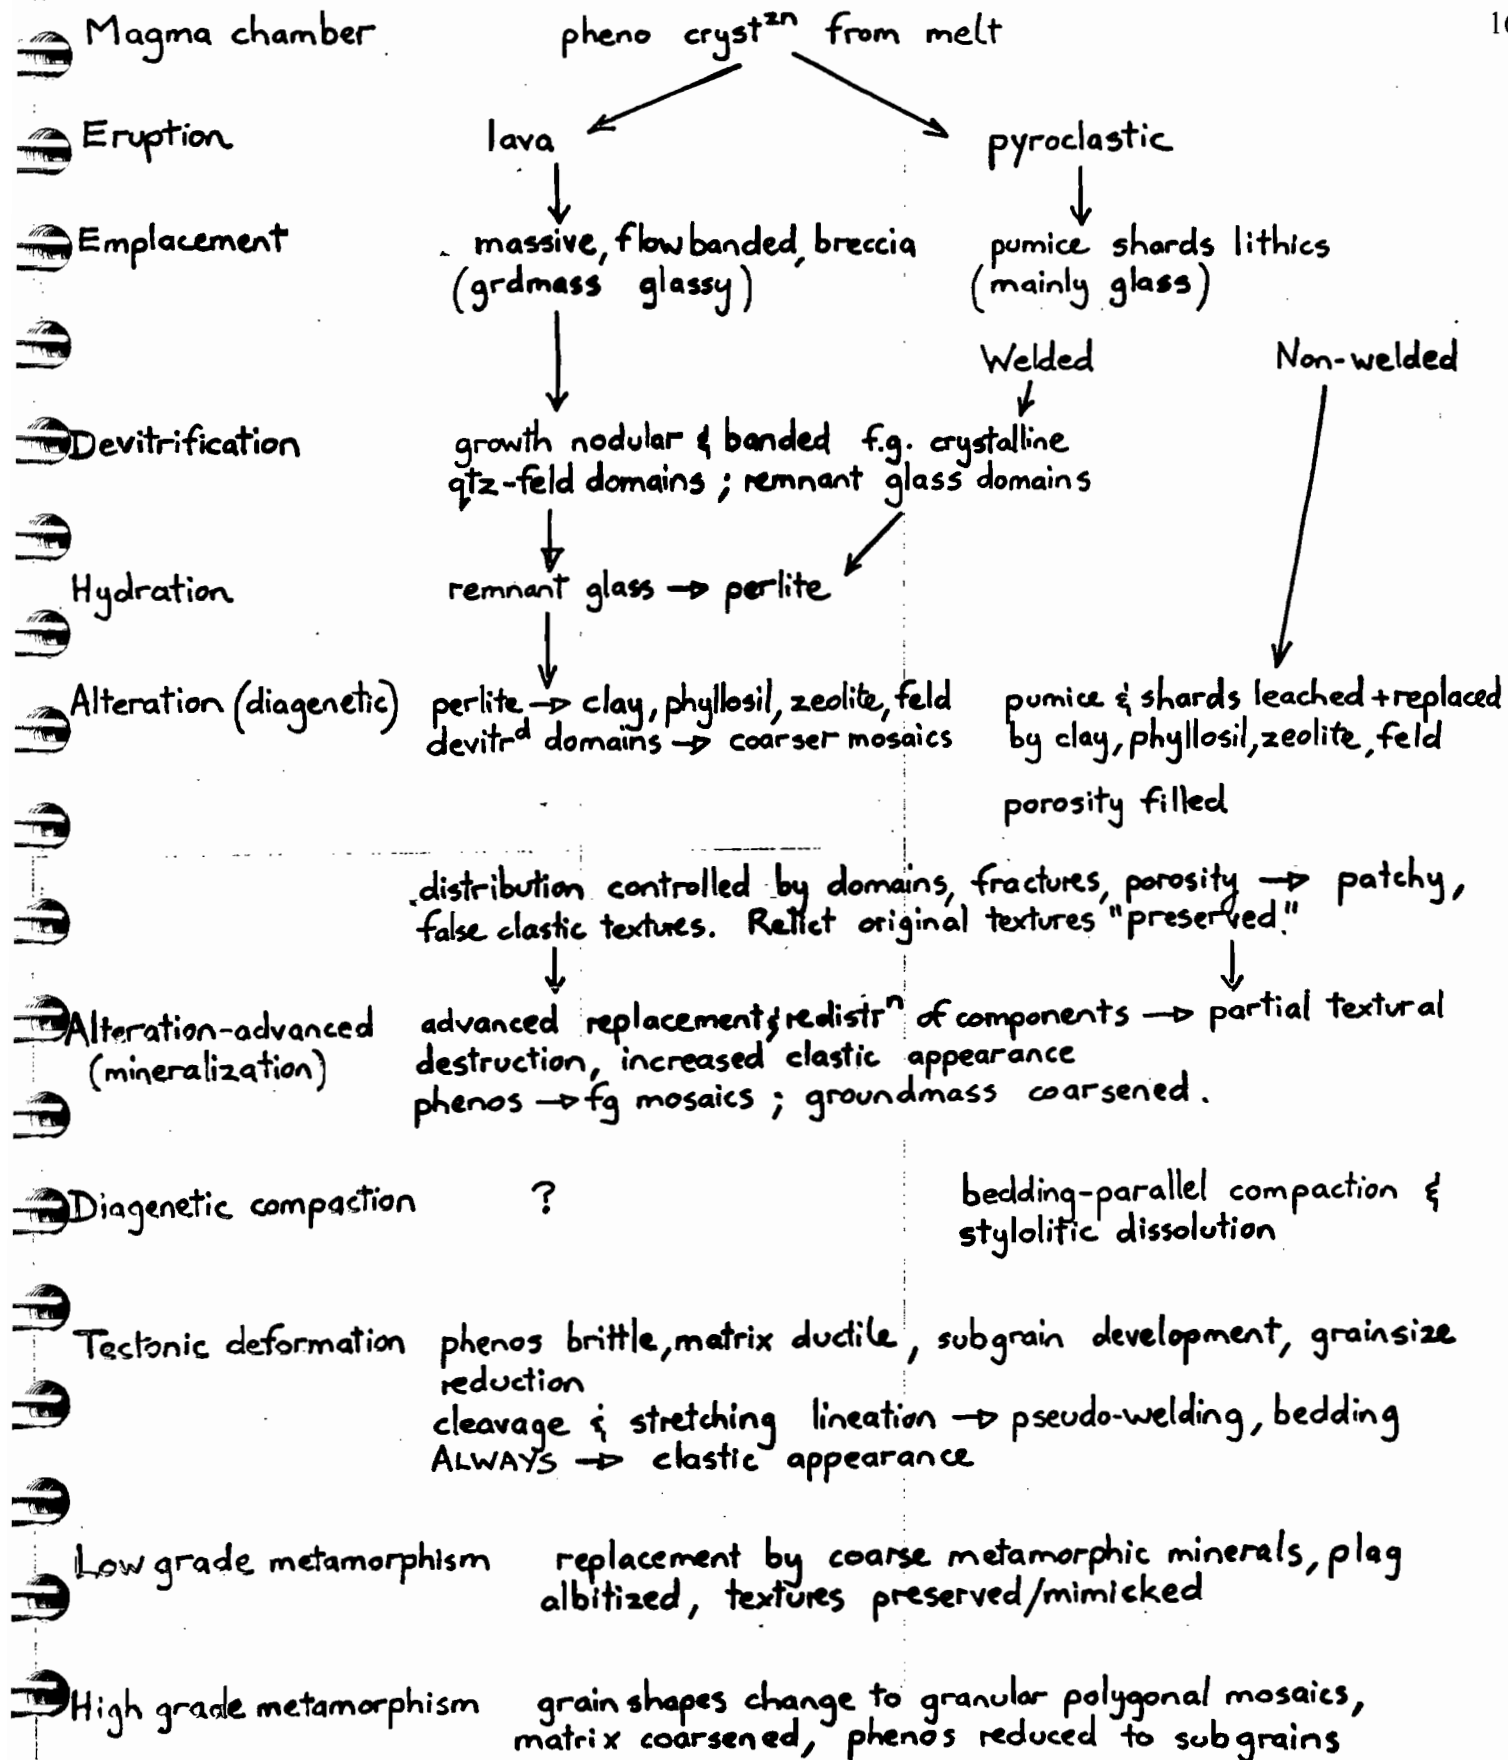 16
Magma chamber pheno cryst^zn from melt
Eruption lava pyroclastic
Emplacement massive, flowbanded, breccia pumice shards lithics
(grdmass glassy) (mainly glass)
Welded Non-welded
Devitrification growth nodular & banded f.g. crystalline
qtz-feld domains ; remnant glass domains
Hydration remnant glass → perlite
Alteration (diagenetic) perlite → clay, phyllosil, zeolite, feld pumice & shards leached + replaced
devitr^d domains → coarser mosaics by clay, phyllosil, zeolite, feld
porosity filled
distribution controlled by domains, fractures, porosity → patchy,
false clastic textures. Relict original textures "preserved."
Alteration-advanced advanced replacement & redistr^n of components → partial textural
(mineralization) destruction, increased clastic appearance
phenos → fg mosaics ; groundmass coarsened.
Diagenetic compaction ? bedding-parallel compaction &
stylolitic dissolution
Tectonic deformation phenos brittle, matrix ductile, subgrain development, grainsize
reduction
cleavage & stretching lineation → pseudo-welding, bedding
ALWAYS → clastic appearance
Low grade metamorphism replacement by coarse metamorphic minerals, plag
albitized, textures preserved/mimicked
High grade metamorphism grain shapes change to granular polygonal mosaics,
matrix coarsened, phenos reduced to subgrains